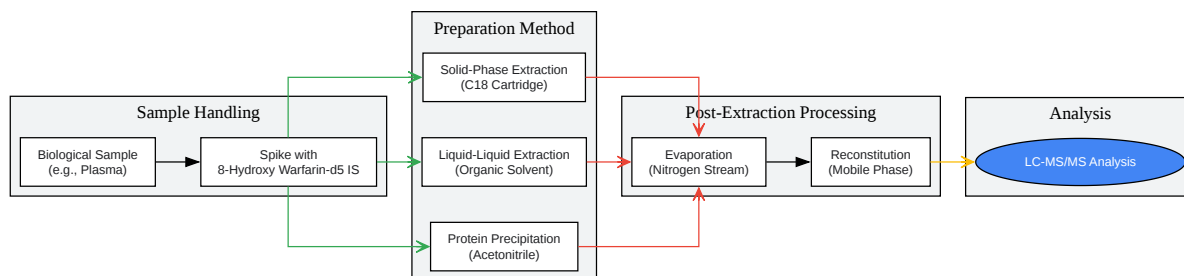 Preparation Method
Solid-Phase Extraction
(C18 Cartridge)
Sample Handling
Post-Extraction Processing
Analysis
Biological Sample
(e.g., Plasma)
Spike with
8-Hydroxy Warfarin-d5 IS
Liquid-Liquid Extraction
(Organic Solvent)
Evaporation
(Nitrogen Stream)
Reconstitution
(Mobile Phase)
LC-MS/MS Analysis
Protein Precipitation
(Acetonitrile)